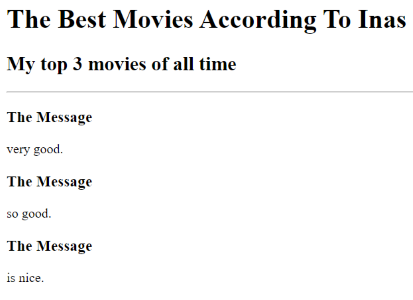 The Best Movies According To Inas
My top 3 movies of all time
The Message
very good.
The Message
so good.
The Message
is nice.